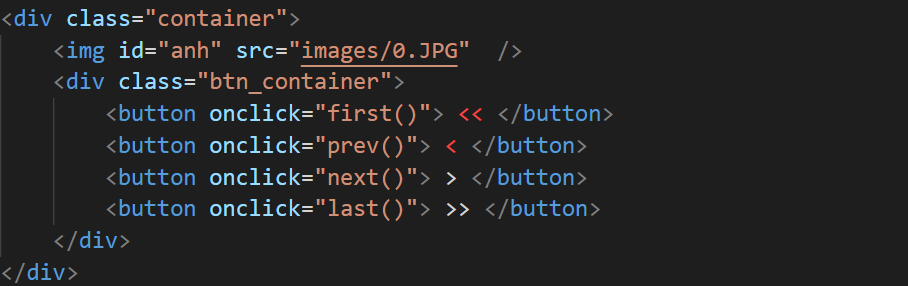 <div class="container">
    <img id="anh" src="images/0.JPG"  />
    <div class="btn_container">
        <button onclick="first()"> << </button>
        <button onclick="prev()"> < </button>
        <button onclick="next()"> > </button>
        <button onclick="last()"> >> </button>
    </div>
</div>